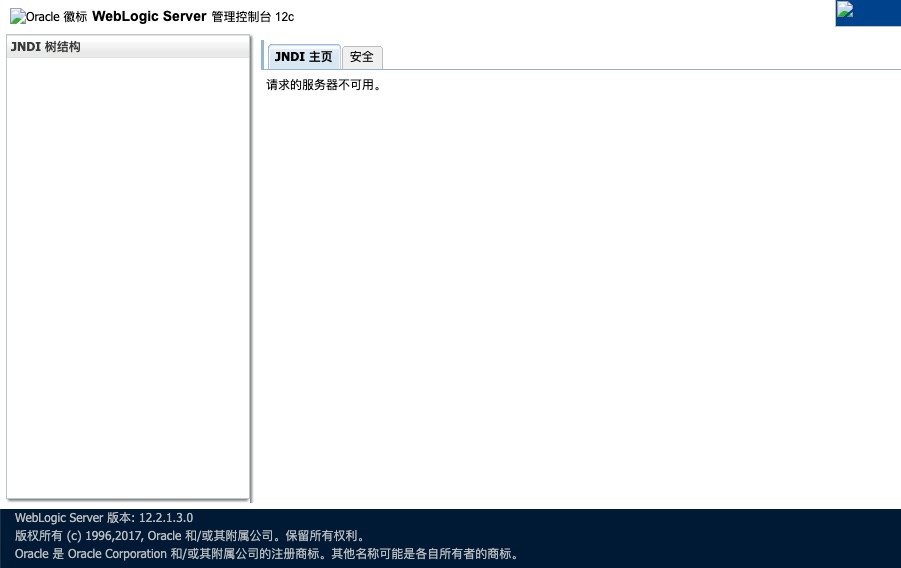 Oracle 徽标 WebLogic Server 管理控制台 12c
JNDI 树结构
JNDI 主页 安全
请求的服务器不可用。
WebLogic Server 版本: 12.2.1.3.0
版权所有 (c) 1996,2017, Oracle 和/或其附属公司。保留所有权利。
Oracle 是 Oracle Corporation 和/或其附属公司的注册商标。其他名称可能是各自所有者的商标。